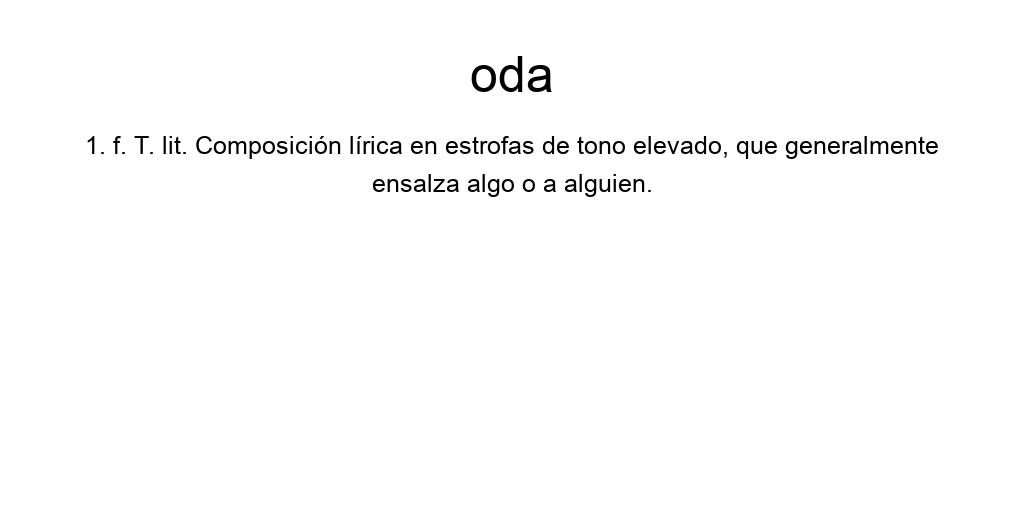 oda
1. f. T. lit. Composición lírica en estrofas de tono elevado, que generalmente
ensalza algo o a alguien.